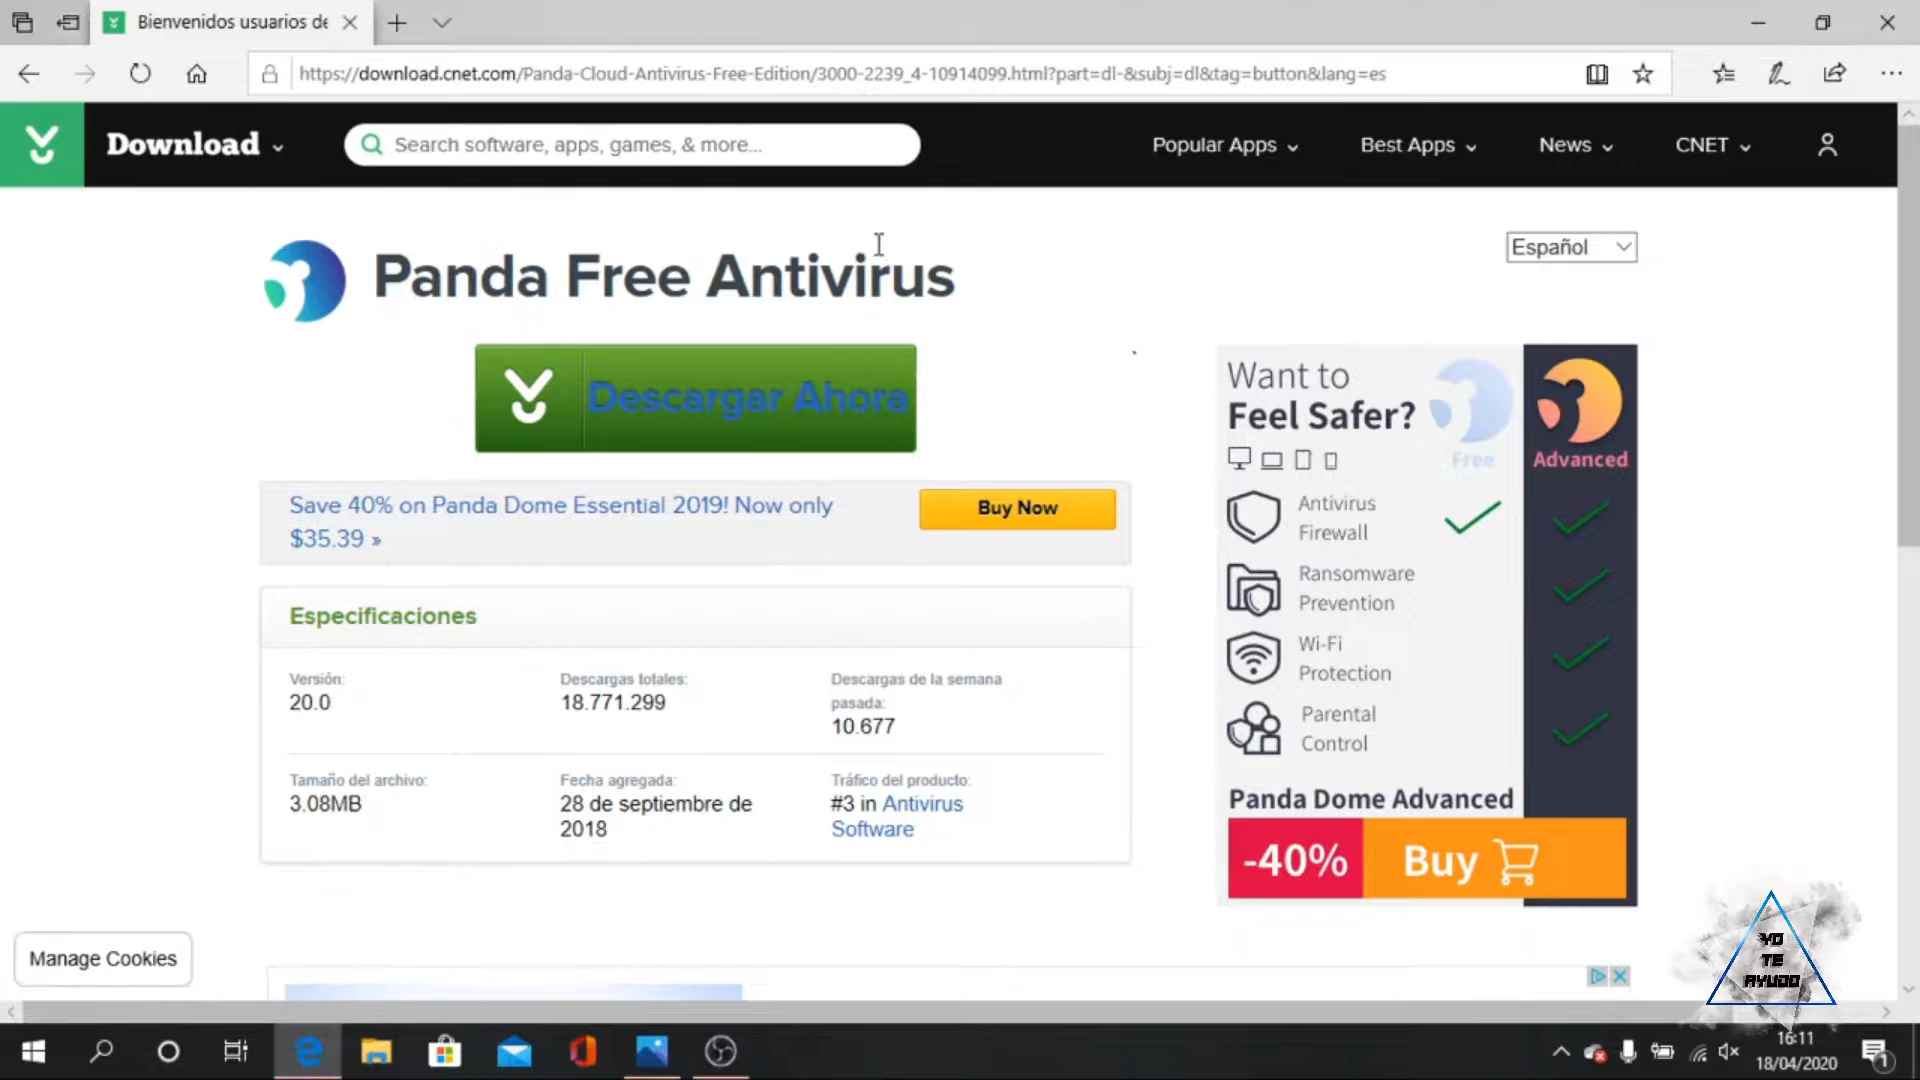 Bienvenidos usuarios de
https://download.cnet.com/Panda-Cloud-Antivirus-Free-Edition/3000-2239_4-10914099.html?part=dl-&subj=dl&tag=button&lang=es
Download
Search software, apps, games, & more...
Popular Apps
Best Apps
News
CNET
Panda Free Antivirus
Español
Descargar Ahora
Save 40% on Panda Dome Essential 2019! Now only
$35.39 »
Buy Now
Especificaciones
Versión:
20.0
Descargas totales:
18.771.299
Descargas de la semana
pasada:
10.677
Tamaño del archivo:
3.08MB
Fecha agregada:
28 de septiembre de
2018
Tráfico del producto:
#3 in Antivirus
Software
Want to
Feel Safer?
Free
Advanced
Antivirus
Firewall
Ransomware
Prevention
Wi-Fi
Protection
Parental
Control
Panda Dome Advanced
-40%
Buy
Manage Cookies
YO
TE
AYUDO
16:11
18/04/2020
1